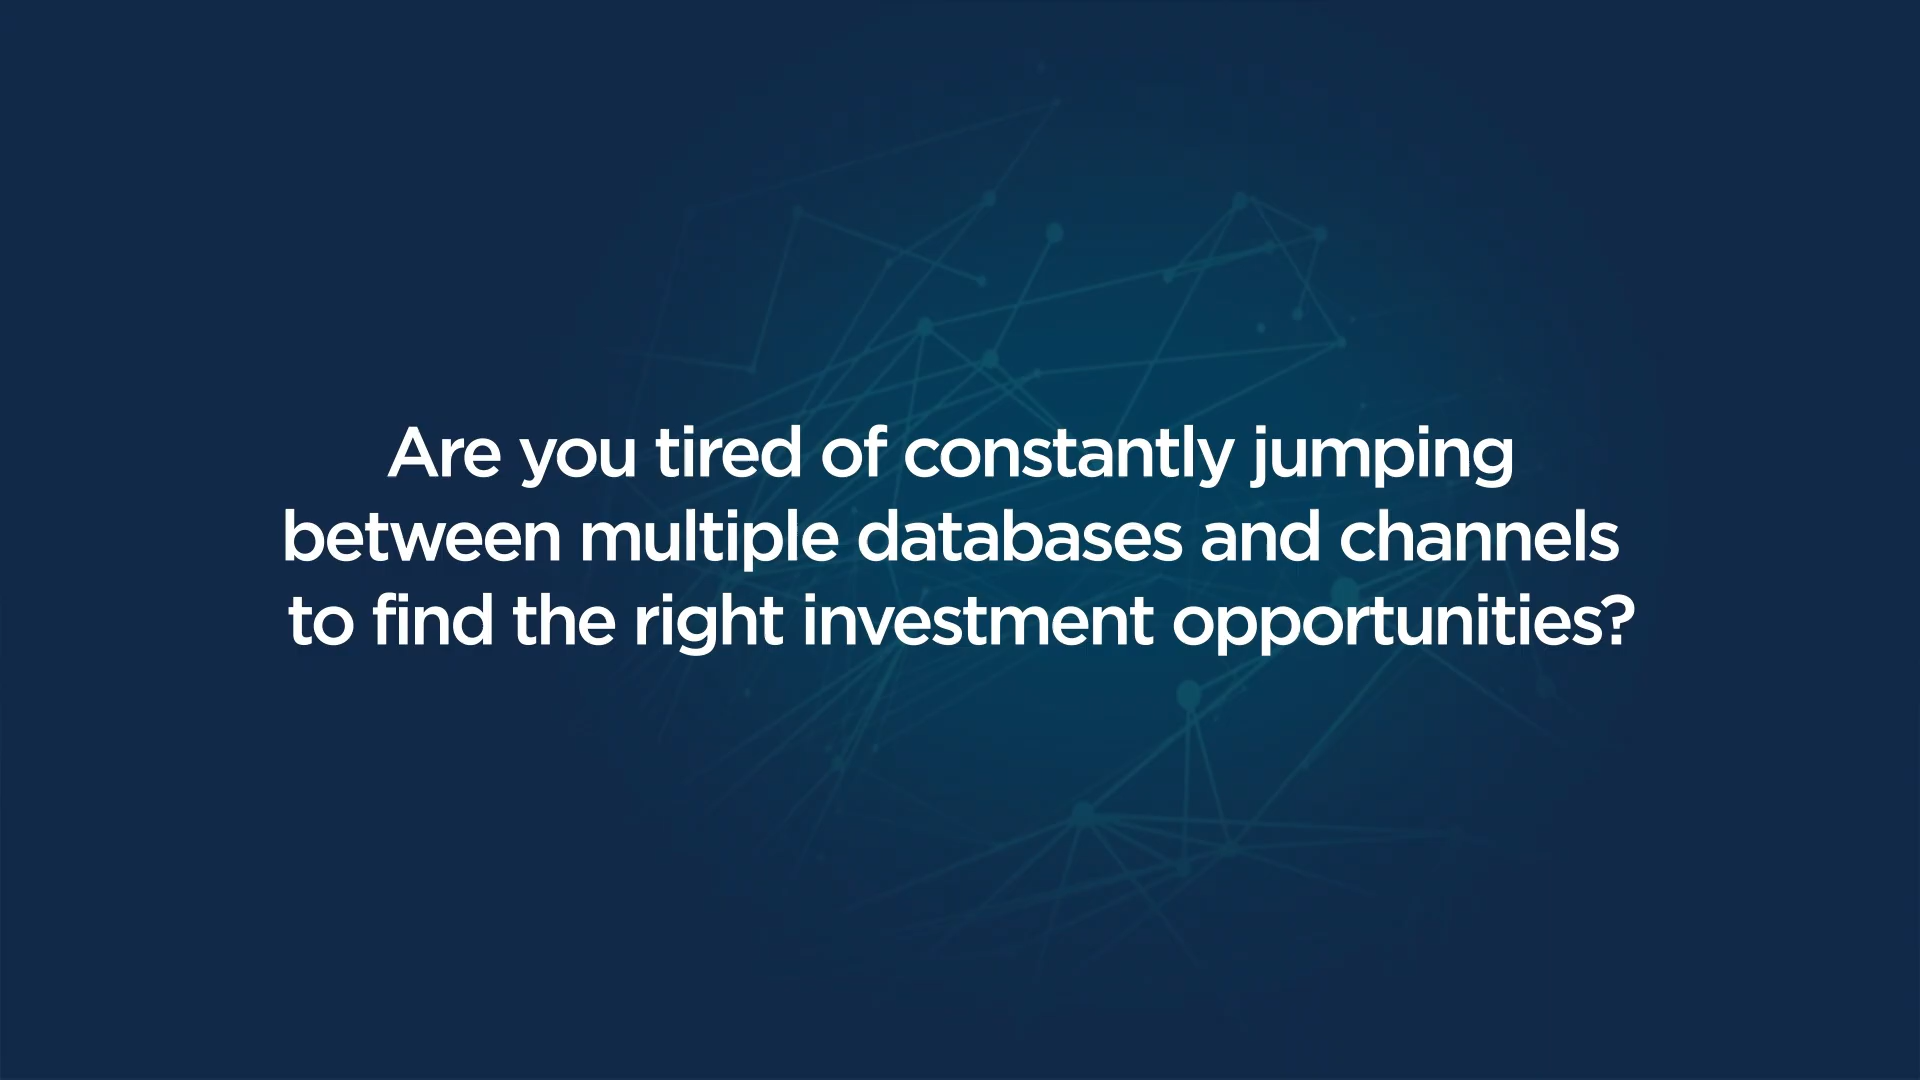 Are you tired of constantly jumping
between multiple databases and channels
to find the right investment opportunities?